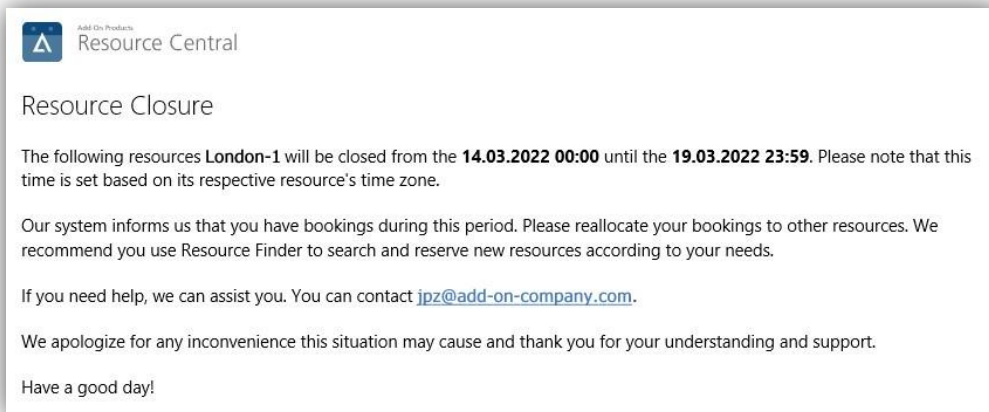 Add-On Products
Resource Central
Resource Closure
The following resources London-1 will be closed from the 14.03.2022 00:00 until the 19.03.2022 23:59. Please note that this
time is set based on its respective resource's time zone.
Our system informs us that you have bookings during this period. Please reallocate your bookings to other resources. We
recommend you use Resource Finder to search and reserve new resources according to your needs.
If you need help, we can assist you. You can contact jpz@add-on-company.com.
We apologize for any inconvenience this situation may cause and thank you for your understanding and support.
Have a good day!